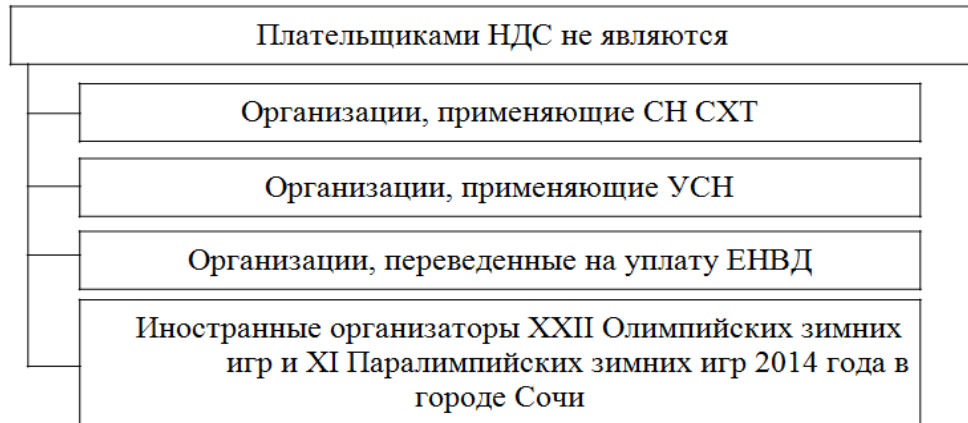 Плательщиками НДС не являются
Организации, применяющие СН СХТ
Организации, применяющие УСН
Организации, переведенные на уплату ЕНВД
Иностранные организаторы XXII Олимпийских зимних
игр и XI Паралимпийских зимних игр 2014 года в
городе Сочи